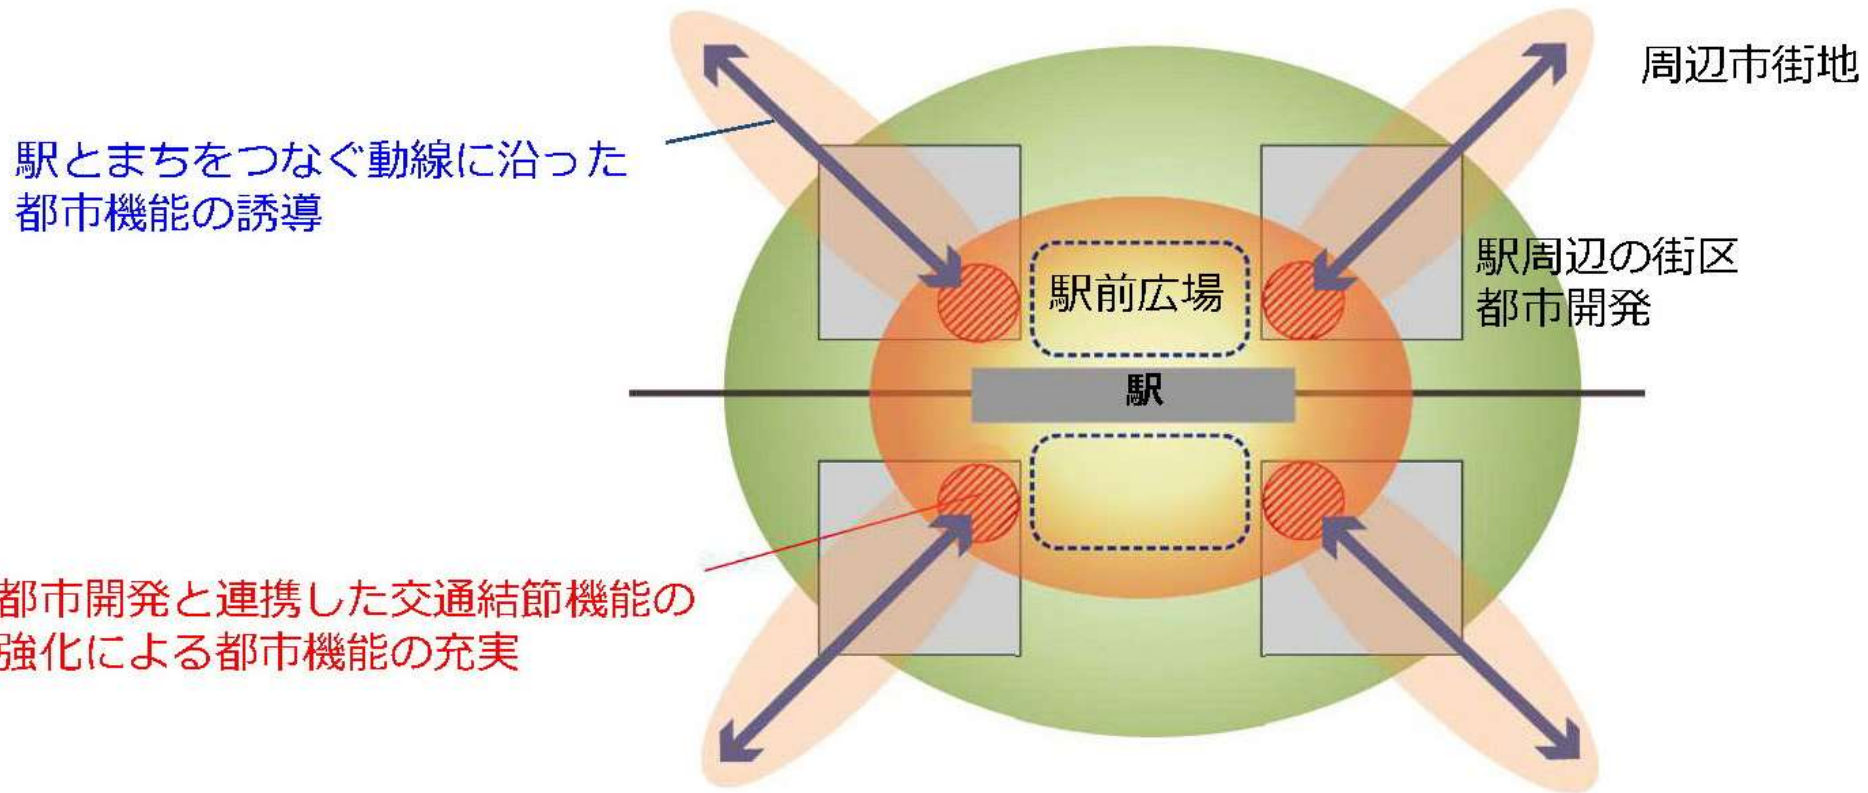 周辺市街地
駅とまちをつなぐ動線に沿った
都市機能の誘導
駅周辺の街区
都市開発
駅前広場
駅
都市開発と連携した交通結節機能の
強化による都市機能の充実